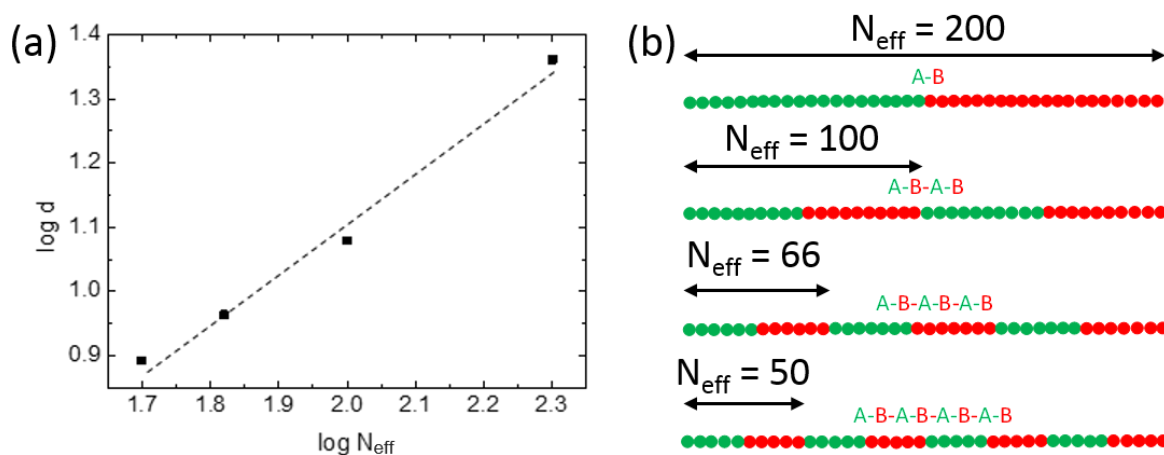 (a)
1.4
1.3
1.2
1.1
1.0
0.9
log d
1.7 1.8 1.9 2.0 2.1 2.2 2.3
log Neff
(b)
Neff = 200
A-B
Neff = 100
A-B-A-B
Neff = 66
A-B-A-B-A-B
Neff = 50
A-B-A-B-A-B-A-B